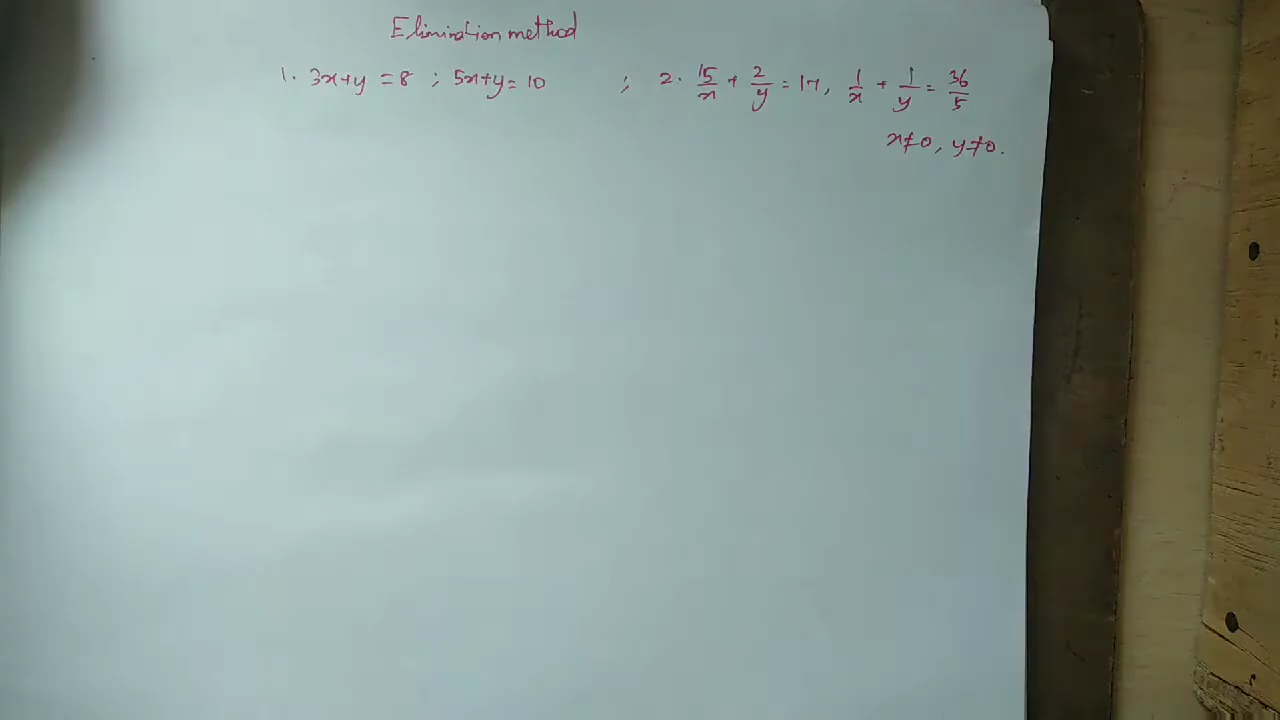 Elimination method
1. 3x+y = 8 ; 5x+y = 10 ; 2. 15/x + 2/y = 17, 1/x + 1/y = 36/5
x≠0, y≠0.